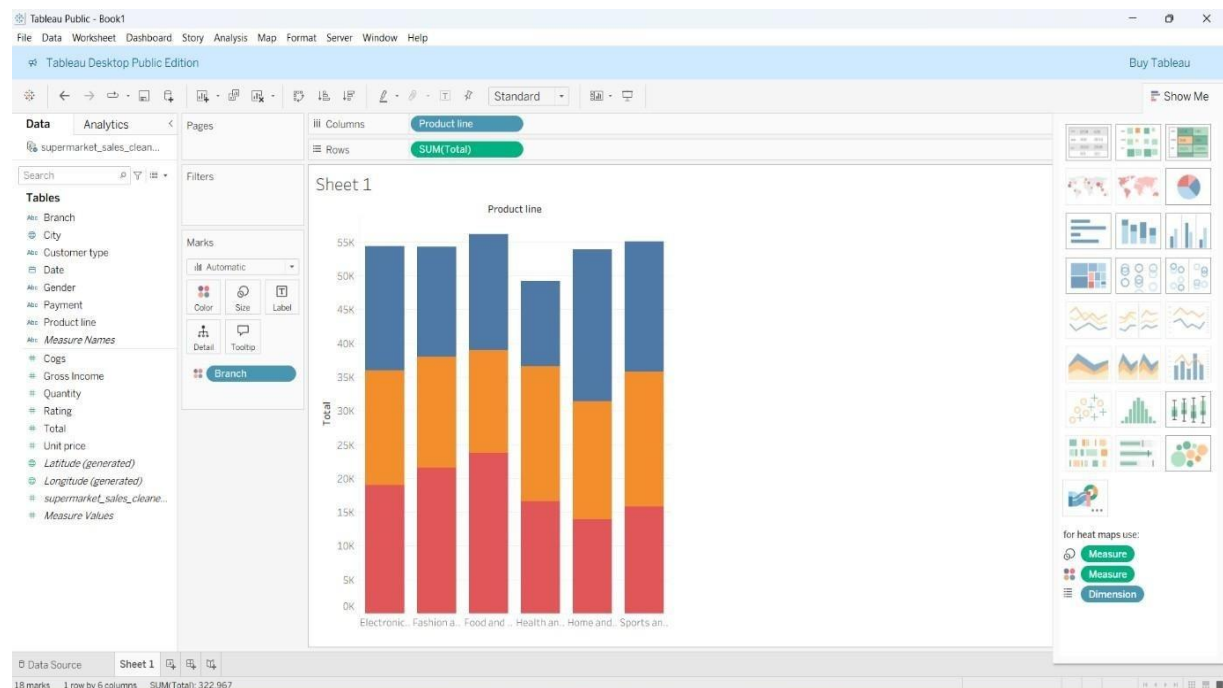 Tableau Public - Book1
File Data Worksheet Dashboard Story Analysis Map Format Server Window Help
Tableau Desktop Public Edition
Buy Tableau
Standard
Show Me
Data Analytics
supermarket_sales_clean...
Search
Tables
Abc Branch
City
Abc Customer type
Date
Abc Gender
Abc Payment
Abc Product line
Abc Measure Names
# Cogs
# Gross Income
# Quantity
# Rating
# Total
# Unit price
Latitude (generated)
Longitude (generated)
# supermarket_sales_cleane...
# Measure Values
Pages
Filters
Marks
Automatic
Color Size Label
Detail Tooltip
Branch
Columns Product line
Rows SUM(Total)
Sheet 1
Product line
Total
55K
50K
45K
40K
35K
30K
25K
20K
15K
10K
5K
0K
Electronic.. Fashion a.. Food and .. Health an.. Home and.. Sports an..
for heat maps use:
Measure
Measure
Dimension
Data Source Sheet 1
18 marks 1 row by 6 columns SUM(Total): 322,967